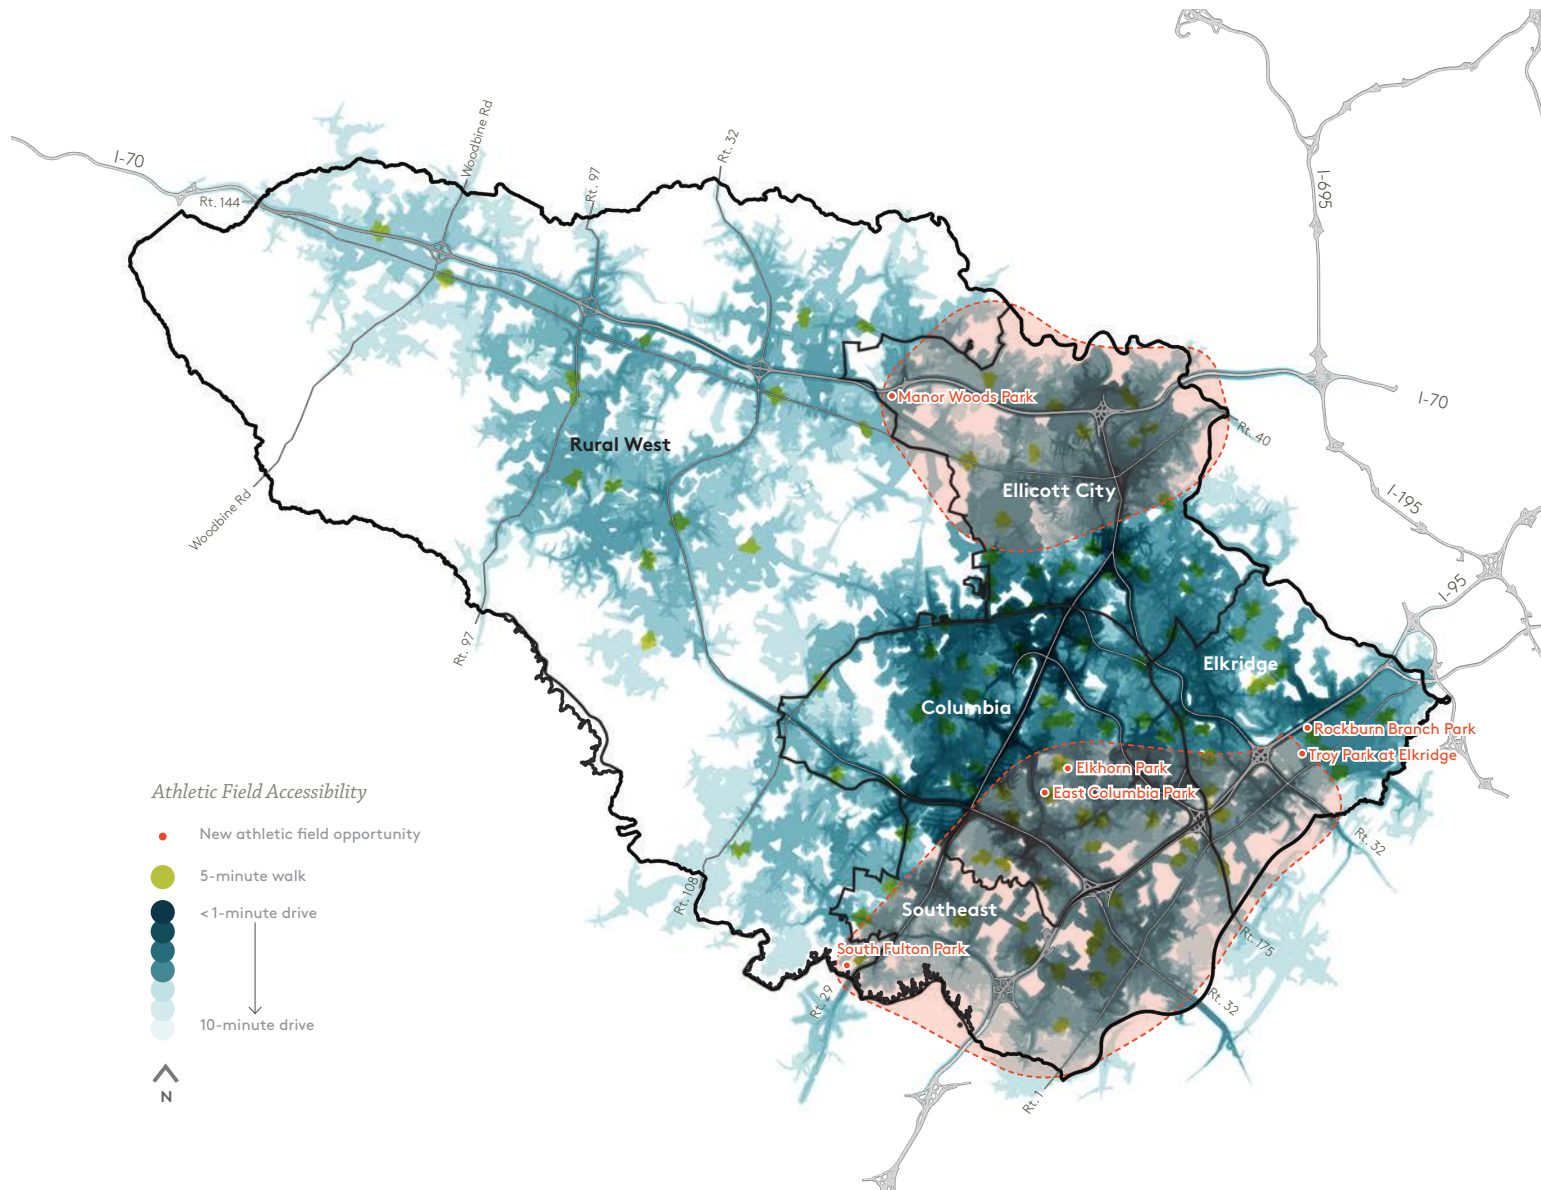 Woodbine Rd
Rt. 32
I-70
Rt. 97
I-695
Rt. 144
Manor Woods Park
I-70
Rt. 40
Rural West
Ellicott City
Woodbine Rd
I-195
I-95
Rt. 97
Elkridge
Columbia
Rockburn Branch Park
Troy Park at Elkridge
Elkhorn Park
East Columbia Park
Rt. 32
Rt. 108
Southeast
Rt. 175
South Fulton Park
Rt. 29
Rt. 32
Rt. 1
Athletic Field Accessibility
New athletic field opportunity
5-minute walk
<1-minute drive
10-minute drive
N